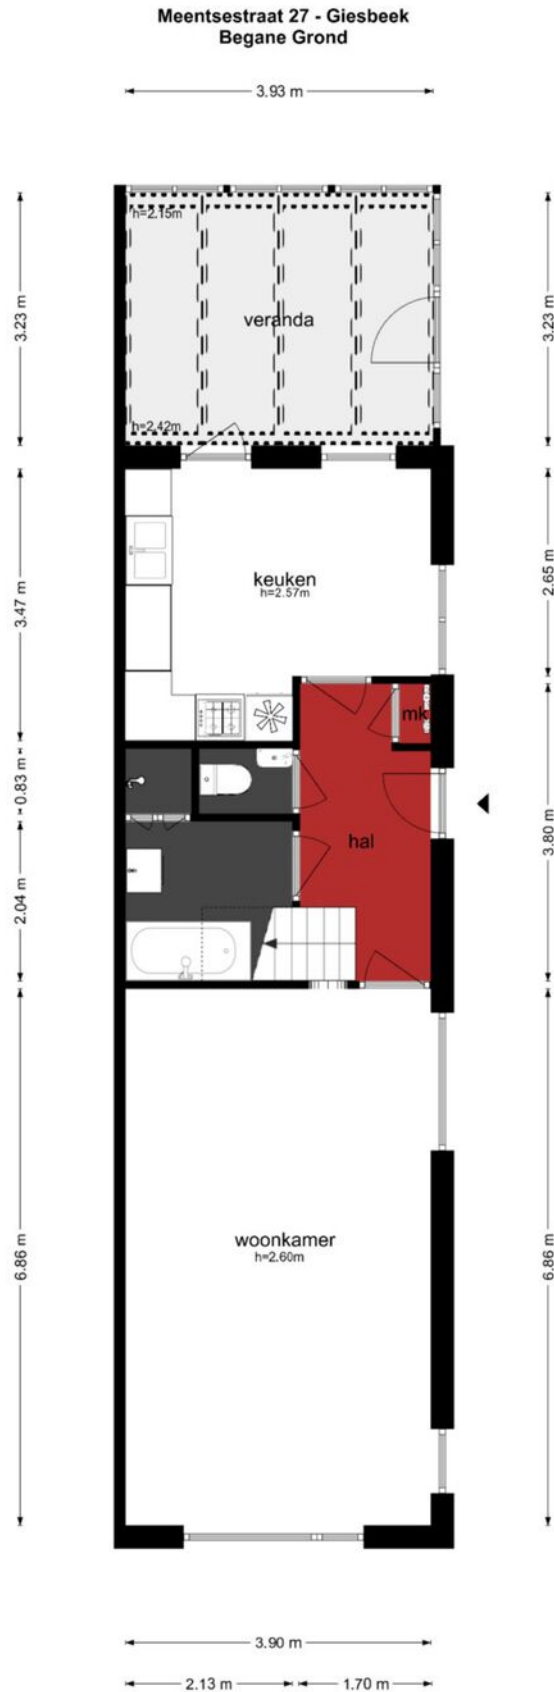 Meentsestraat 27 - Giesbeek
Begane Grond
3.93 m
h=2.15m
3.23 m
veranda
3.23 m
h=2.42m
3.47 m
keuken
h=2.57m
2.65 m
mk
0.83 m
hal
3.80 m
2.04 m
6.86 m
woonkamer
h=2.60m
6.86 m
3.90 m
2.13 m
1.70 m